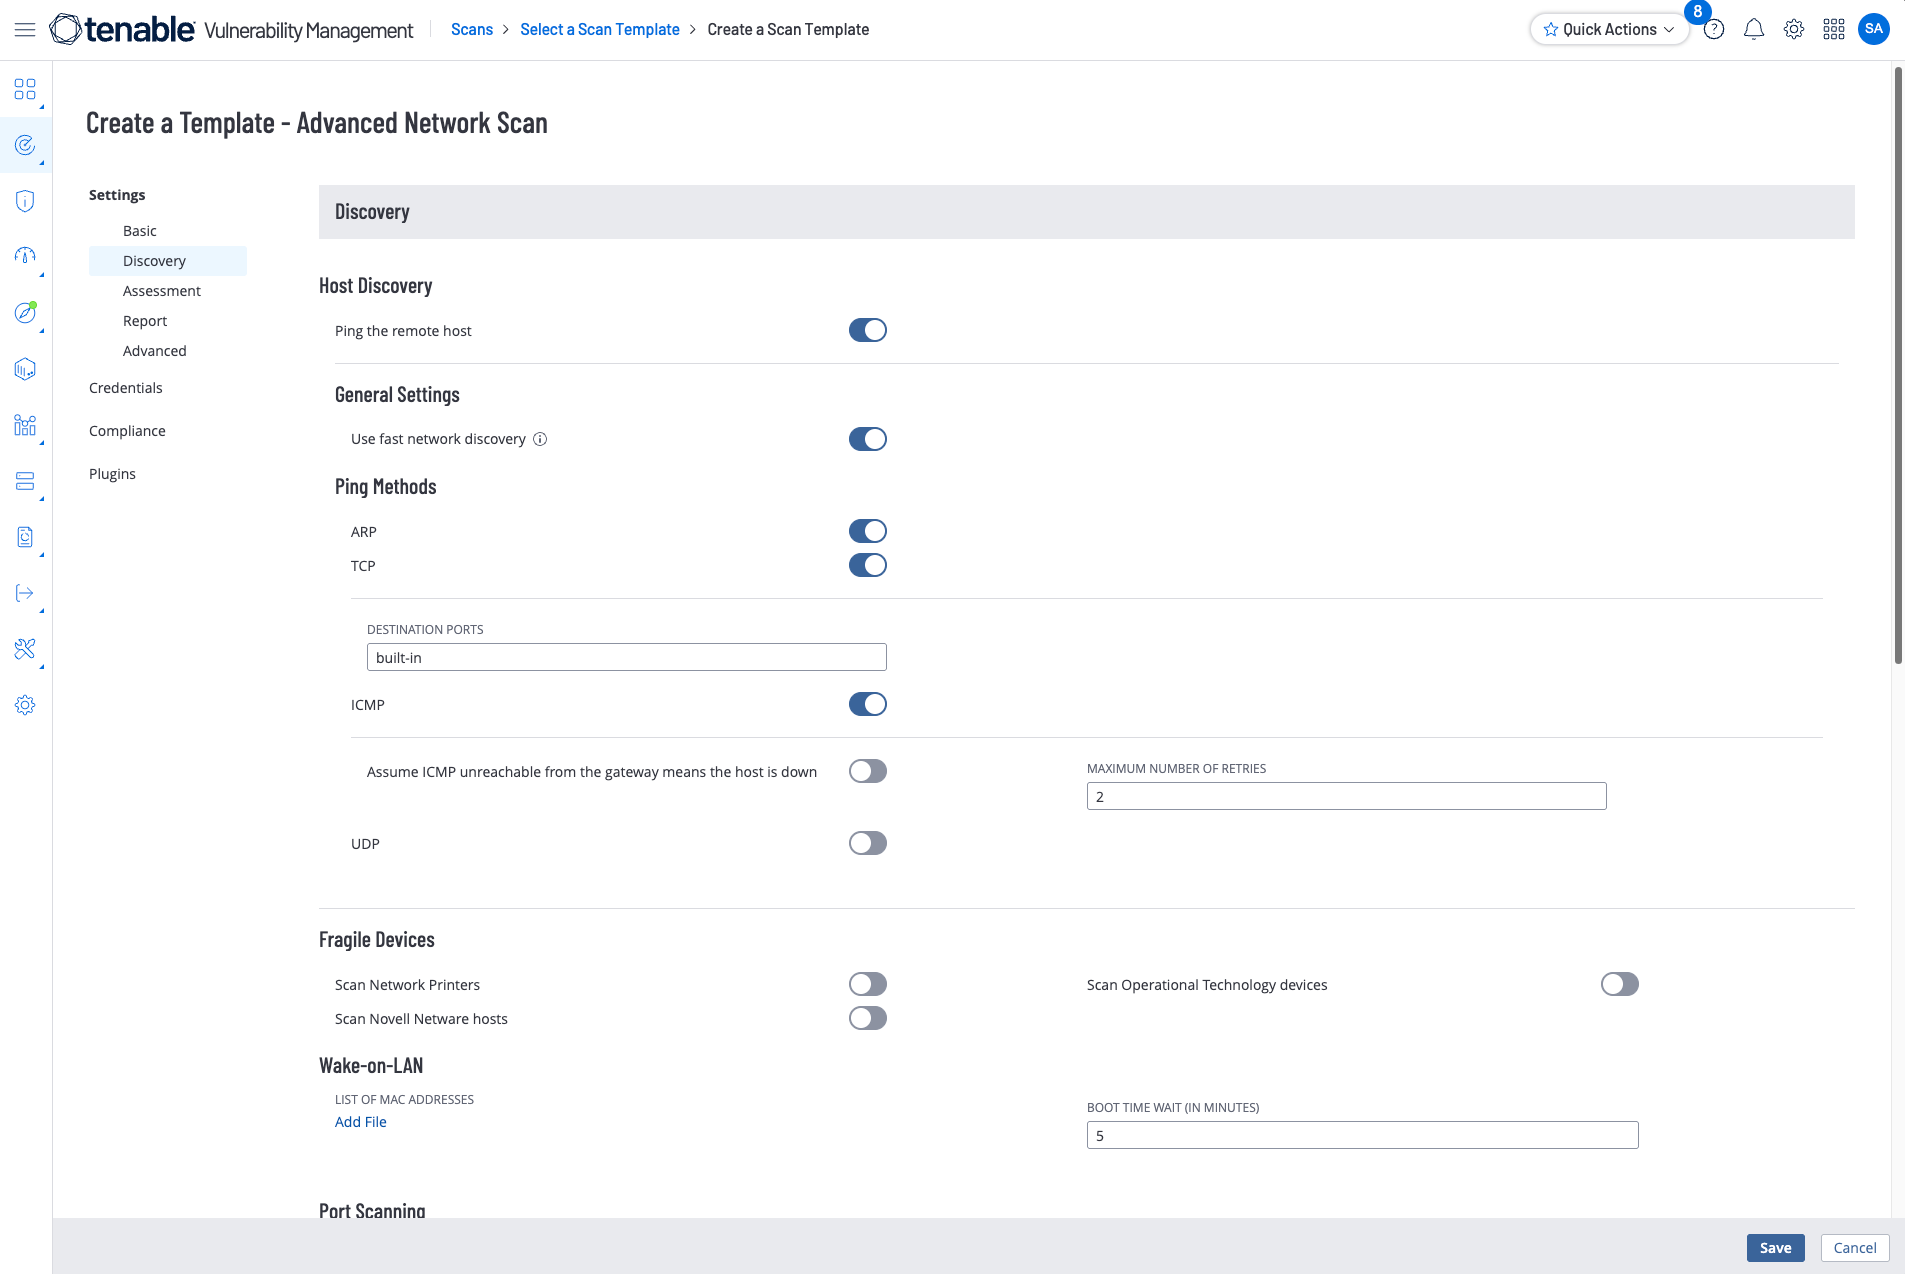 tenable Vulnerability Management
Scans > Select a Scan Template > Create a Scan Template
Quick Actions
8
?
SA
Create a Template - Advanced Network Scan
Settings
Basic
Discovery
Assessment
Report
Advanced
Credentials
Compliance
Plugins
Discovery
Host Discovery
Ping the remote host
General Settings
Use fast network discovery
Ping Methods
ARP
TCP
DESTINATION PORTS
built-in
ICMP
Assume ICMP unreachable from the gateway means the host is down
MAXIMUM NUMBER OF RETRIES
2
UDP
Fragile Devices
Scan Network Printers
Scan Operational Technology devices
Scan Novell Netware hosts
Wake-on-LAN
LIST OF MAC ADDRESSES
Add File
BOOT TIME WAIT (IN MINUTES)
5
Port Scanning
Save
Cancel